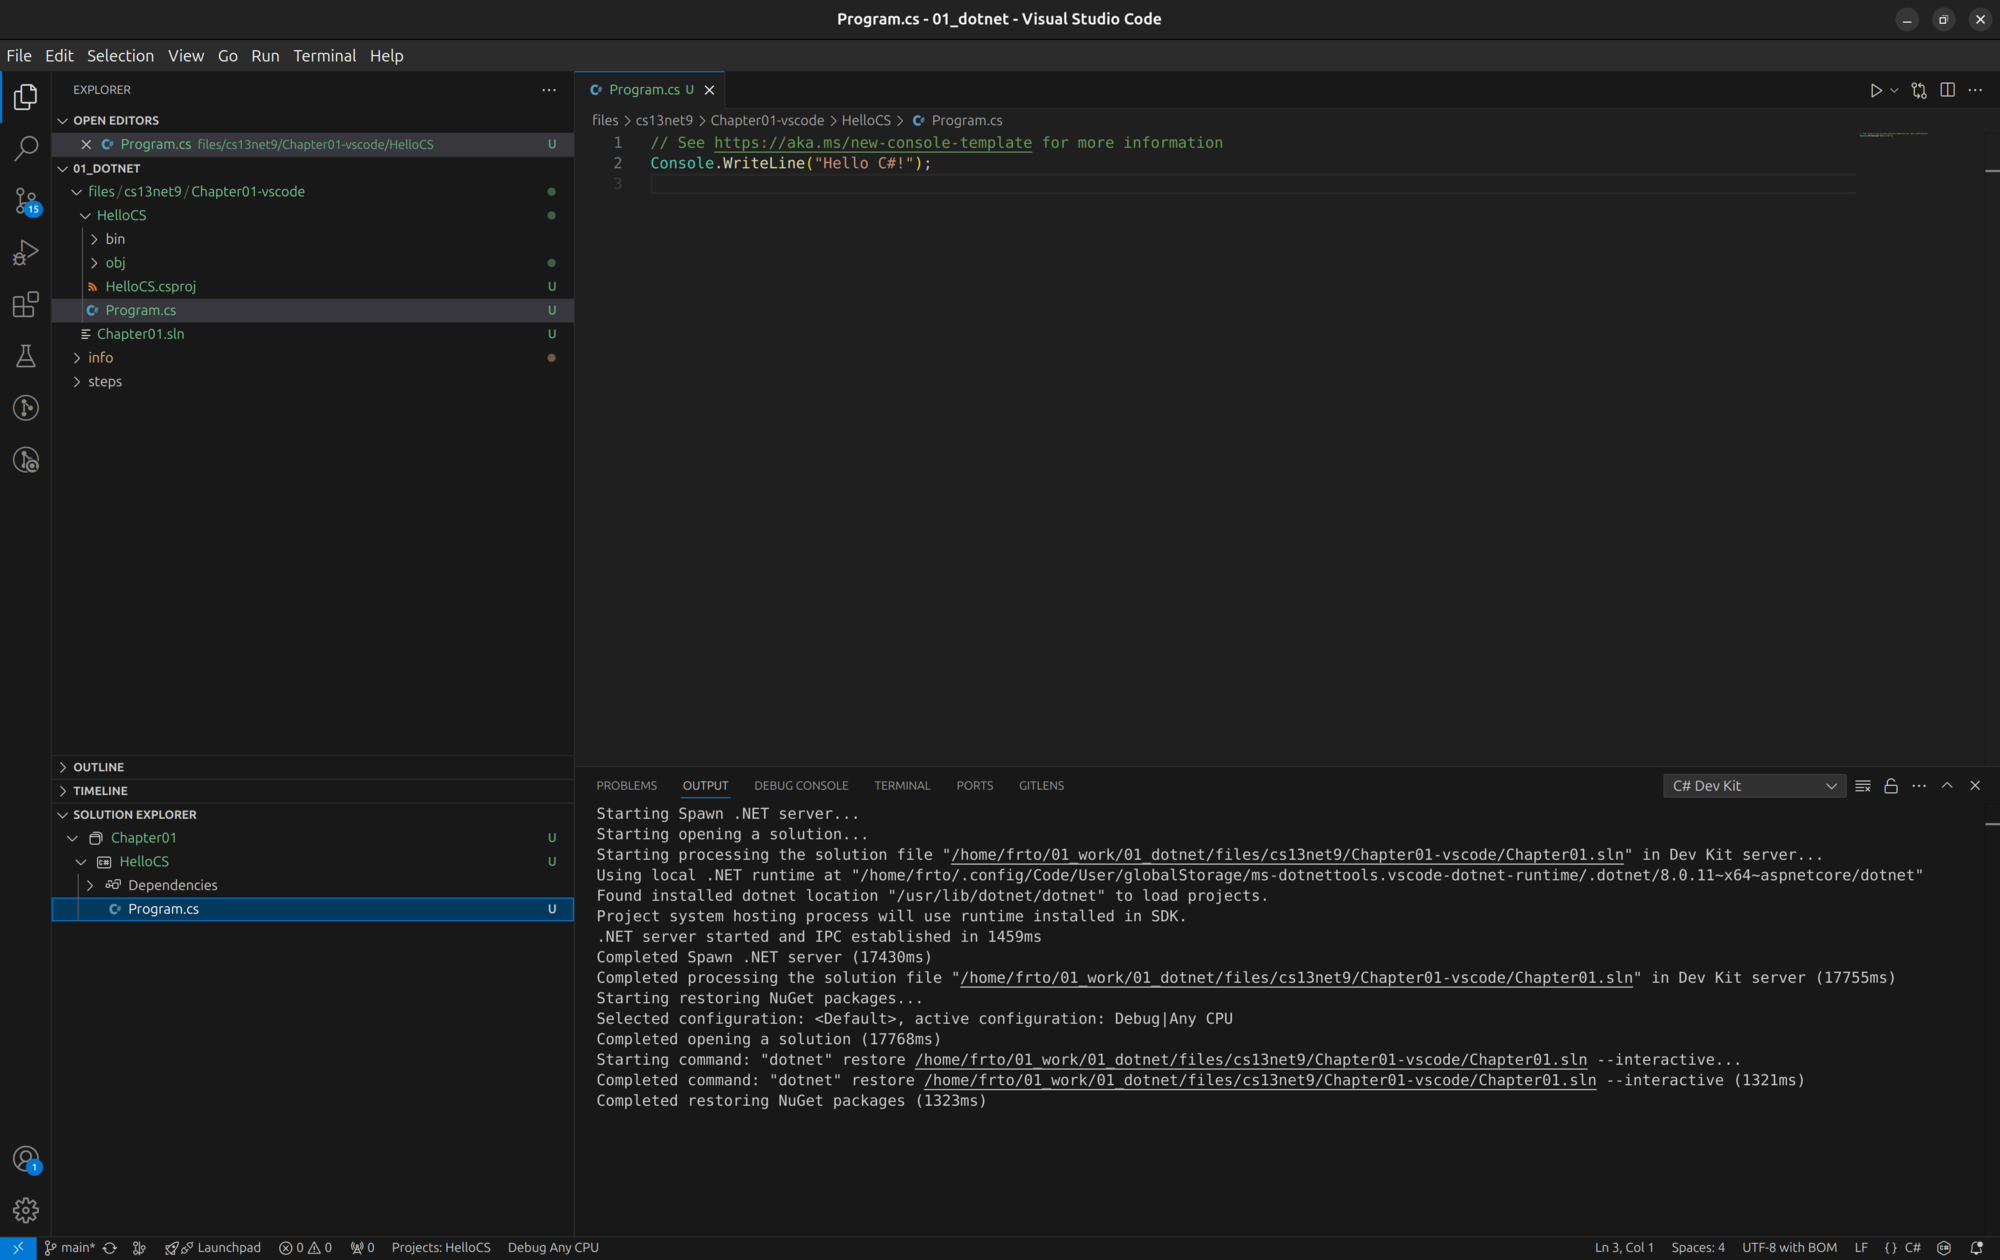 Program.cs - 01_dotnet - Visual Studio Code
File Edit Selection View Go Run Terminal Help
EXPLORER
OPEN EDITORS
Program.cs files/cs13net9/Chapter01-vscode/HelloCS U
01_DOTNET
files/cs13net9/Chapter01-vscode
HelloCS
bin
obj
HelloCS.csproj U
Program.cs U
Chapter01.sln U
info
steps
15
OUTLINE
TIMELINE
SOLUTION EXPLORER
Chapter01 U
HelloCS U
Dependencies
Program.cs U
1
Program.cs U
files > cs13net9 > Chapter01-vscode > HelloCS > Program.cs
1 // See https://aka.ms/new-console-template for more information
2 Console.WriteLine("Hello C#!");
3
PROBLEMS OUTPUT DEBUG CONSOLE TERMINAL PORTS GITLENS
C# Dev Kit
Starting Spawn .NET server...
Starting opening a solution...
Starting processing the solution file "/home/frto/01_work/01_dotnet/files/cs13net9/Chapter01-vscode/Chapter01.sln" in Dev Kit server...
Using local .NET runtime at "/home/frto/.config/Code/User/globalStorage/ms-dotnettools.vscode-dotnet-runtime/.dotnet/8.0.11~x64~aspnetcore/dotnet"
Found installed dotnet location "/usr/lib/dotnet/dotnet" to load projects.
Project system hosting process will use runtime installed in SDK.
.NET server started and IPC established in 1459ms
Completed Spawn .NET server (17430ms)
Completed processing the solution file "/home/frto/01_work/01_dotnet/files/cs13net9/Chapter01-vscode/Chapter01.sln" in Dev Kit server (17755ms)
Starting restoring NuGet packages...
Selected configuration: <Default>, active configuration: Debug|Any CPU
Completed opening a solution (17768ms)
Starting command: "dotnet" restore /home/frto/01_work/01_dotnet/files/cs13net9/Chapter01-vscode/Chapter01.sln --interactive...
Completed command: "dotnet" restore /home/frto/01_work/01_dotnet/files/cs13net9/Chapter01-vscode/Chapter01.sln --interactive (1321ms)
Completed restoring NuGet packages (1323ms)
main* Launchpad 0 0 0 Projects: HelloCS Debug Any CPU Ln 3, Col 1 Spaces: 4 UTF-8 with BOM LF {} C#